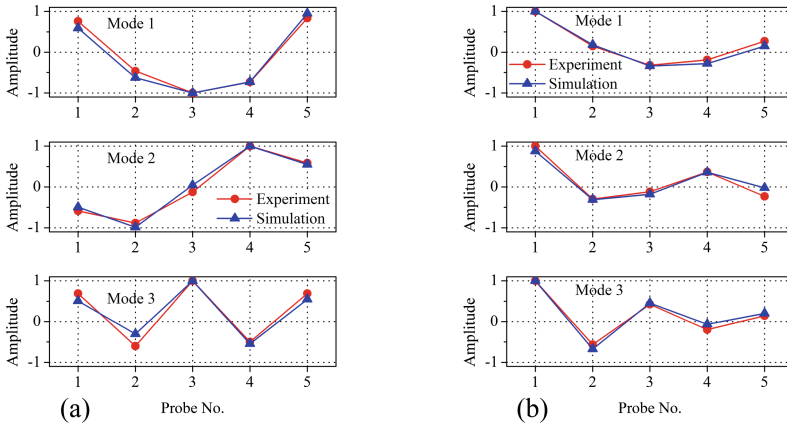 Amplitude
1
0
-1
Mode 1
1 2 3 4 5
Amplitude
1
0
-1
Mode 2
Experiment
Simulation
1 2 3 4 5
Amplitude
1
0
-1
Mode 3
1 2 3 4 5
(a)
Probe No.
Amplitude
1
0
-1
Mode 1
Experiment
Simulation
1 2 3 4 5
Amplitude
1
0
-1
Mode 2
1 2 3 4 5
Amplitude
1
0
-1
Mode 3
1 2 3 4 5
(b)
Probe No.